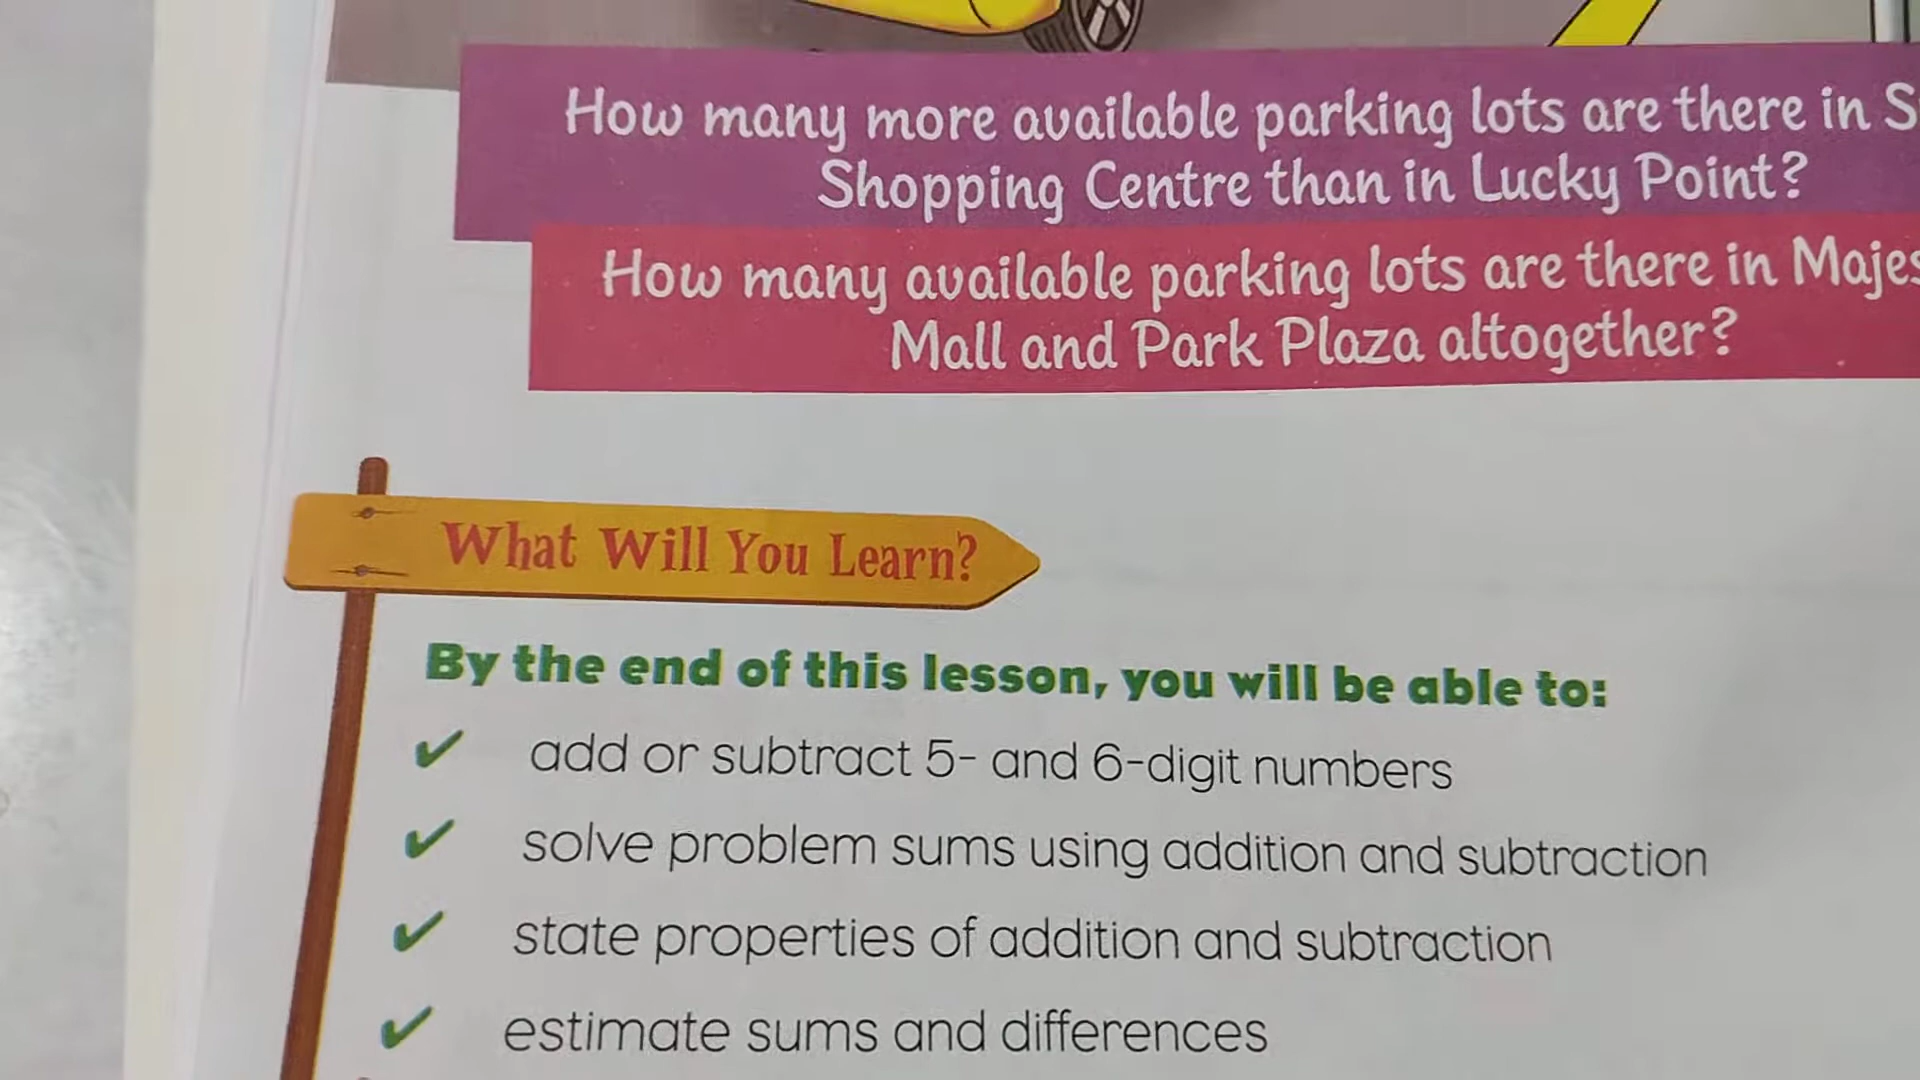 How many more available parking lots are there in
Shopping Centre than in Lucky Point?
How many available parking lots are there in
Mall and Park Plaza altogether?
What Will You Learn?
By the end of this lesson, you will be able to:
✔ add or subtract 5- and 6-digit numbers
✔ solve problem sums using addition and subtraction
✔ state properties of addition and subtraction
✔ estimate sums and differences